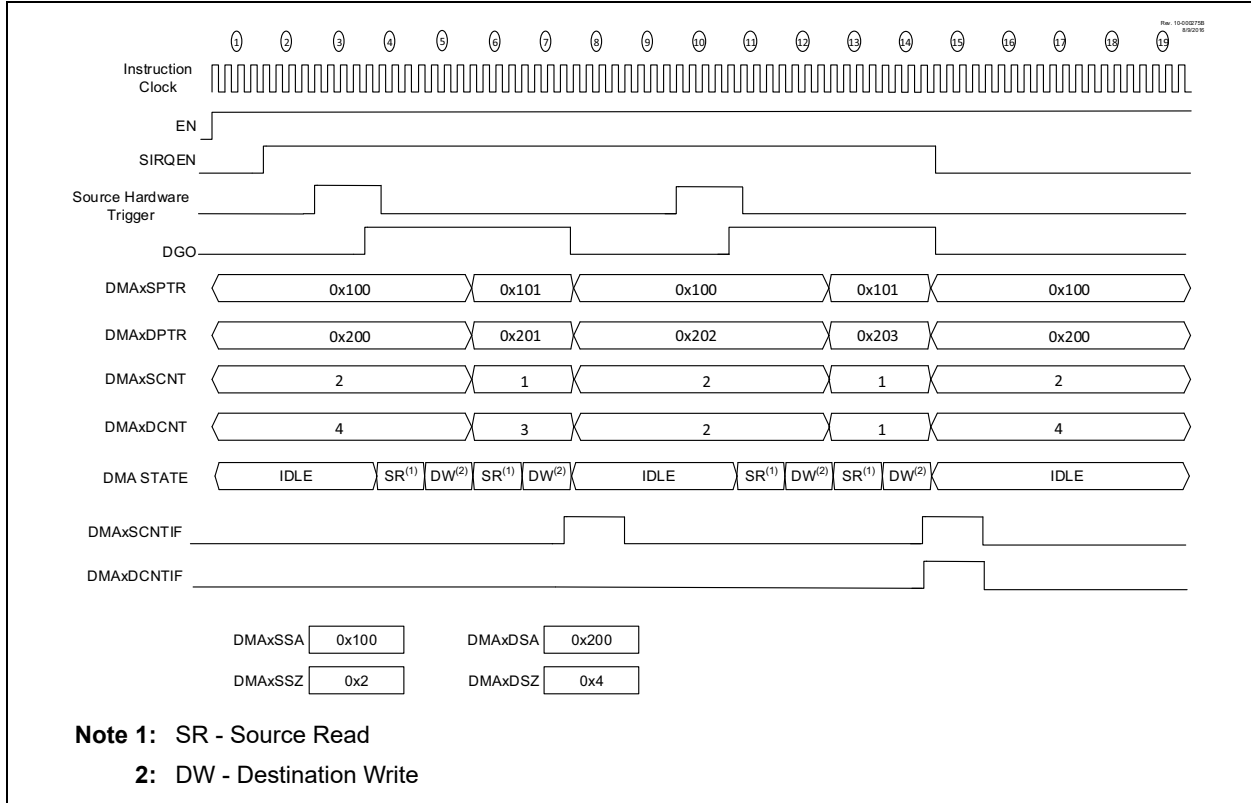 Rev. 10-000275B
8/9/2016
1 2 3 4 5 6 7 8 9 10 11 12 13 14 15 16 17 18 19
Instruction
Clock
EN
SIRQEN
Source Hardware
Trigger
DGO
DMAxSPTR 0x100 0x101 0x100 0x101 0x100
DMAxDPTR 0x200 0x201 0x202 0x203 0x200
DMAxSCNT 2 1 2 1 2
DMAxDCNT 4 3 2 1 4
DMA STATE IDLE SR(1) DW(2) SR(1) DW(2) IDLE SR(1) DW(2) SR(1) DW(2) IDLE
DMAxSCNTIF
DMAxDCNTIF
DMAxSSA 0x100 DMAxDSA 0x200
DMAxSSZ 0x2 DMAxDSZ 0x4
Note 1: SR - Source Read
2: DW - Destination Write